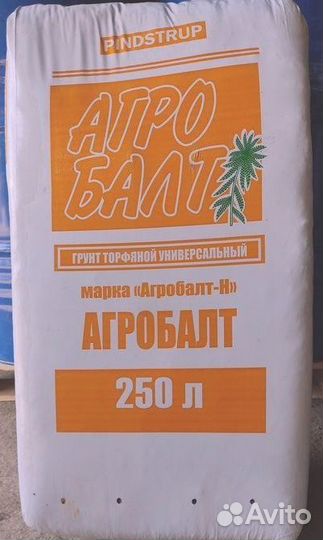 PINDSTRUP
АГРО
БАЛТ
ГРУНТ ТОРФЯНОЙ УНИВЕРСАЛЬНЫЙ
марка «Агробалт-Н»
АГРОБАЛТ
250 л
Avito